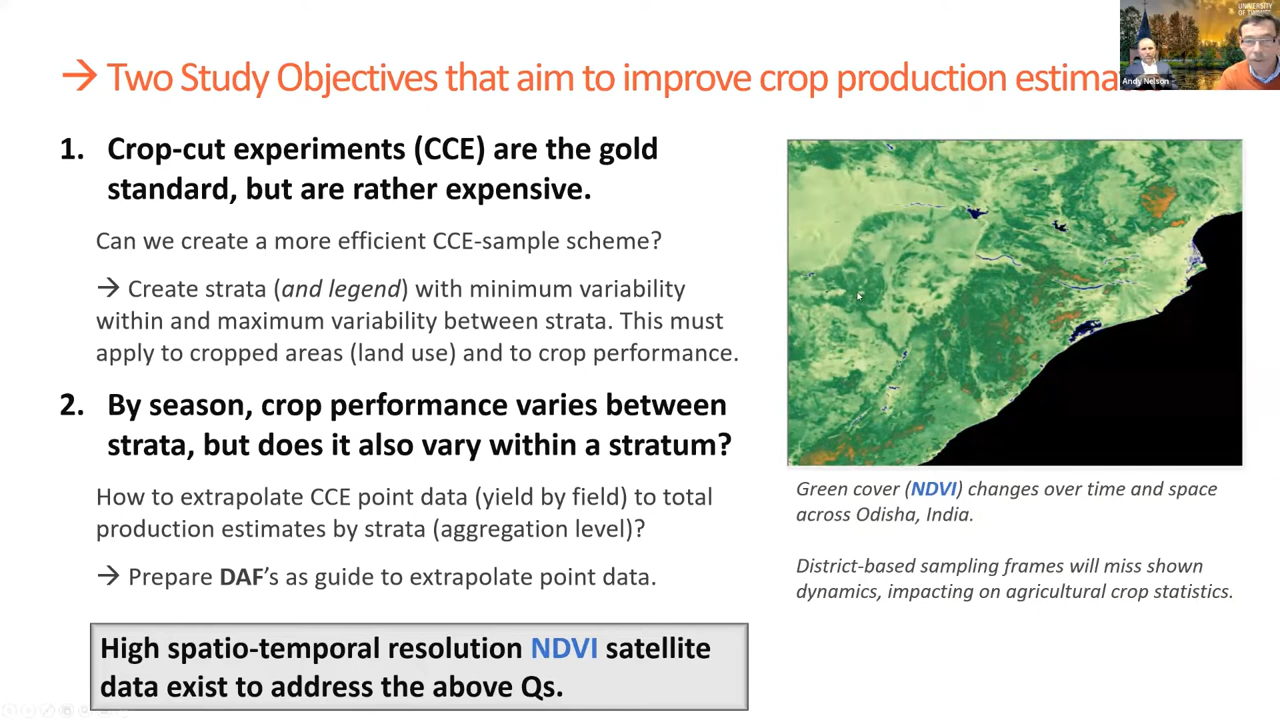 UNIVERSITY
→ Two Study Objectives that aim to improve crop production estima
Andy Nelson
1. Crop-cut experiments (CCE) are the gold
standard, but are rather expensive.
Can we create a more efficient CCE-sample scheme?
→ Create strata (and legend) with minimum variability
within and maximum variability between strata. This must
apply to cropped areas (land use) and to crop performance.
2. By season, crop performance varies between
strata, but does it also vary within a stratum?
How to extrapolate CCE point data (yield by field) to total
production estimates by strata (aggregation level)?
→ Prepare DAF's as guide to extrapolate point data.
High spatio-temporal resolution NDVI satellite
data exist to address the above Qs.
Green cover (NDVI) changes over time and space
across Odisha, India.
District-based sampling frames will miss shown
dynamics, impacting on agricultural crop statistics.